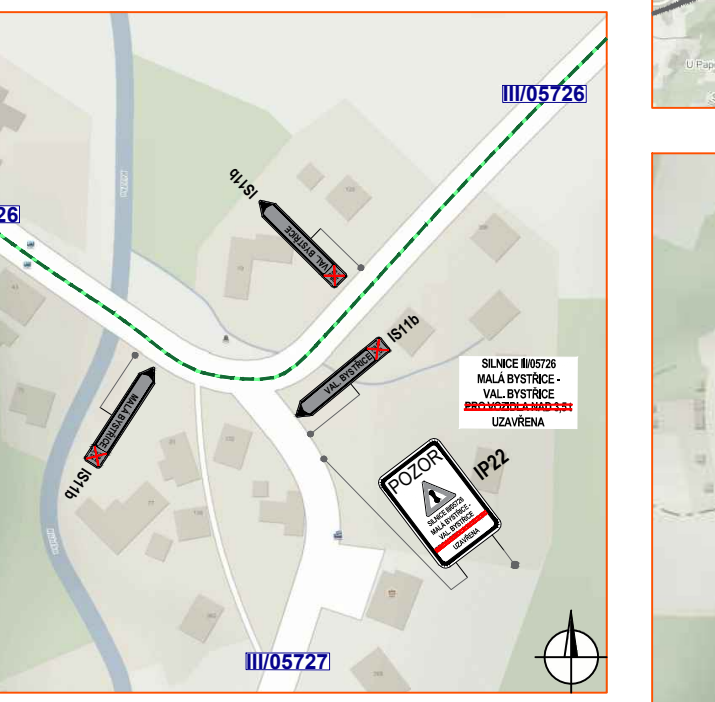 III/05726
U Pap
26
IS11b
VAL. BYSTŘICE
IS11b
VAL. BYSTŘICE
SILNICE III/05726
MALÁ BYSTŘICE -
VAL. BYSTŘICE
PRO VOZIDLA NAD 3,5t
UZAVŘENA
MALÁ BYSTŘICE
IS11b
POZOR
SILNICE III/05726
MALÁ BYSTŘICE -
VAL. BYSTŘICE
UZAVŘENA
IP22
III/05727